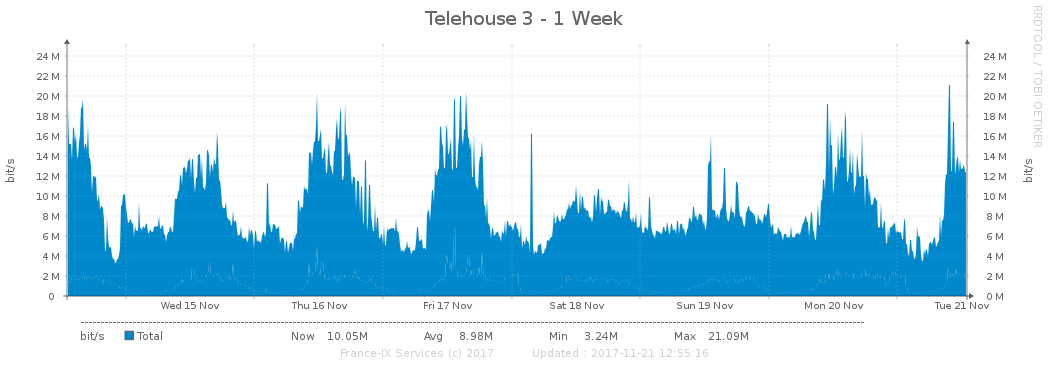 Telehouse 3 - 1 Week
RRDTOOL / TOBI OETIKER
bit/s
24 M 24 M
22 M 22 M
20 M 20 M
18 M 18 M
16 M 16 M
14 M 14 M
12 M 12 M
10 M 10 M
8 M 8 M
6 M 6 M
4 M 4 M
2 M 2 M
0 0 M
bit/s
Wed 15 Nov Thu 16 Nov Fri 17 Nov Sat 18 Nov Sun 19 Nov Mon 20 Nov Tue 21 Nov
bit/s Total Now 10.05M Avg 8.98M Min 3.24M Max 21.09M
France-IX Services (c) 2017 Updated : 2017-11-21 12:55:16